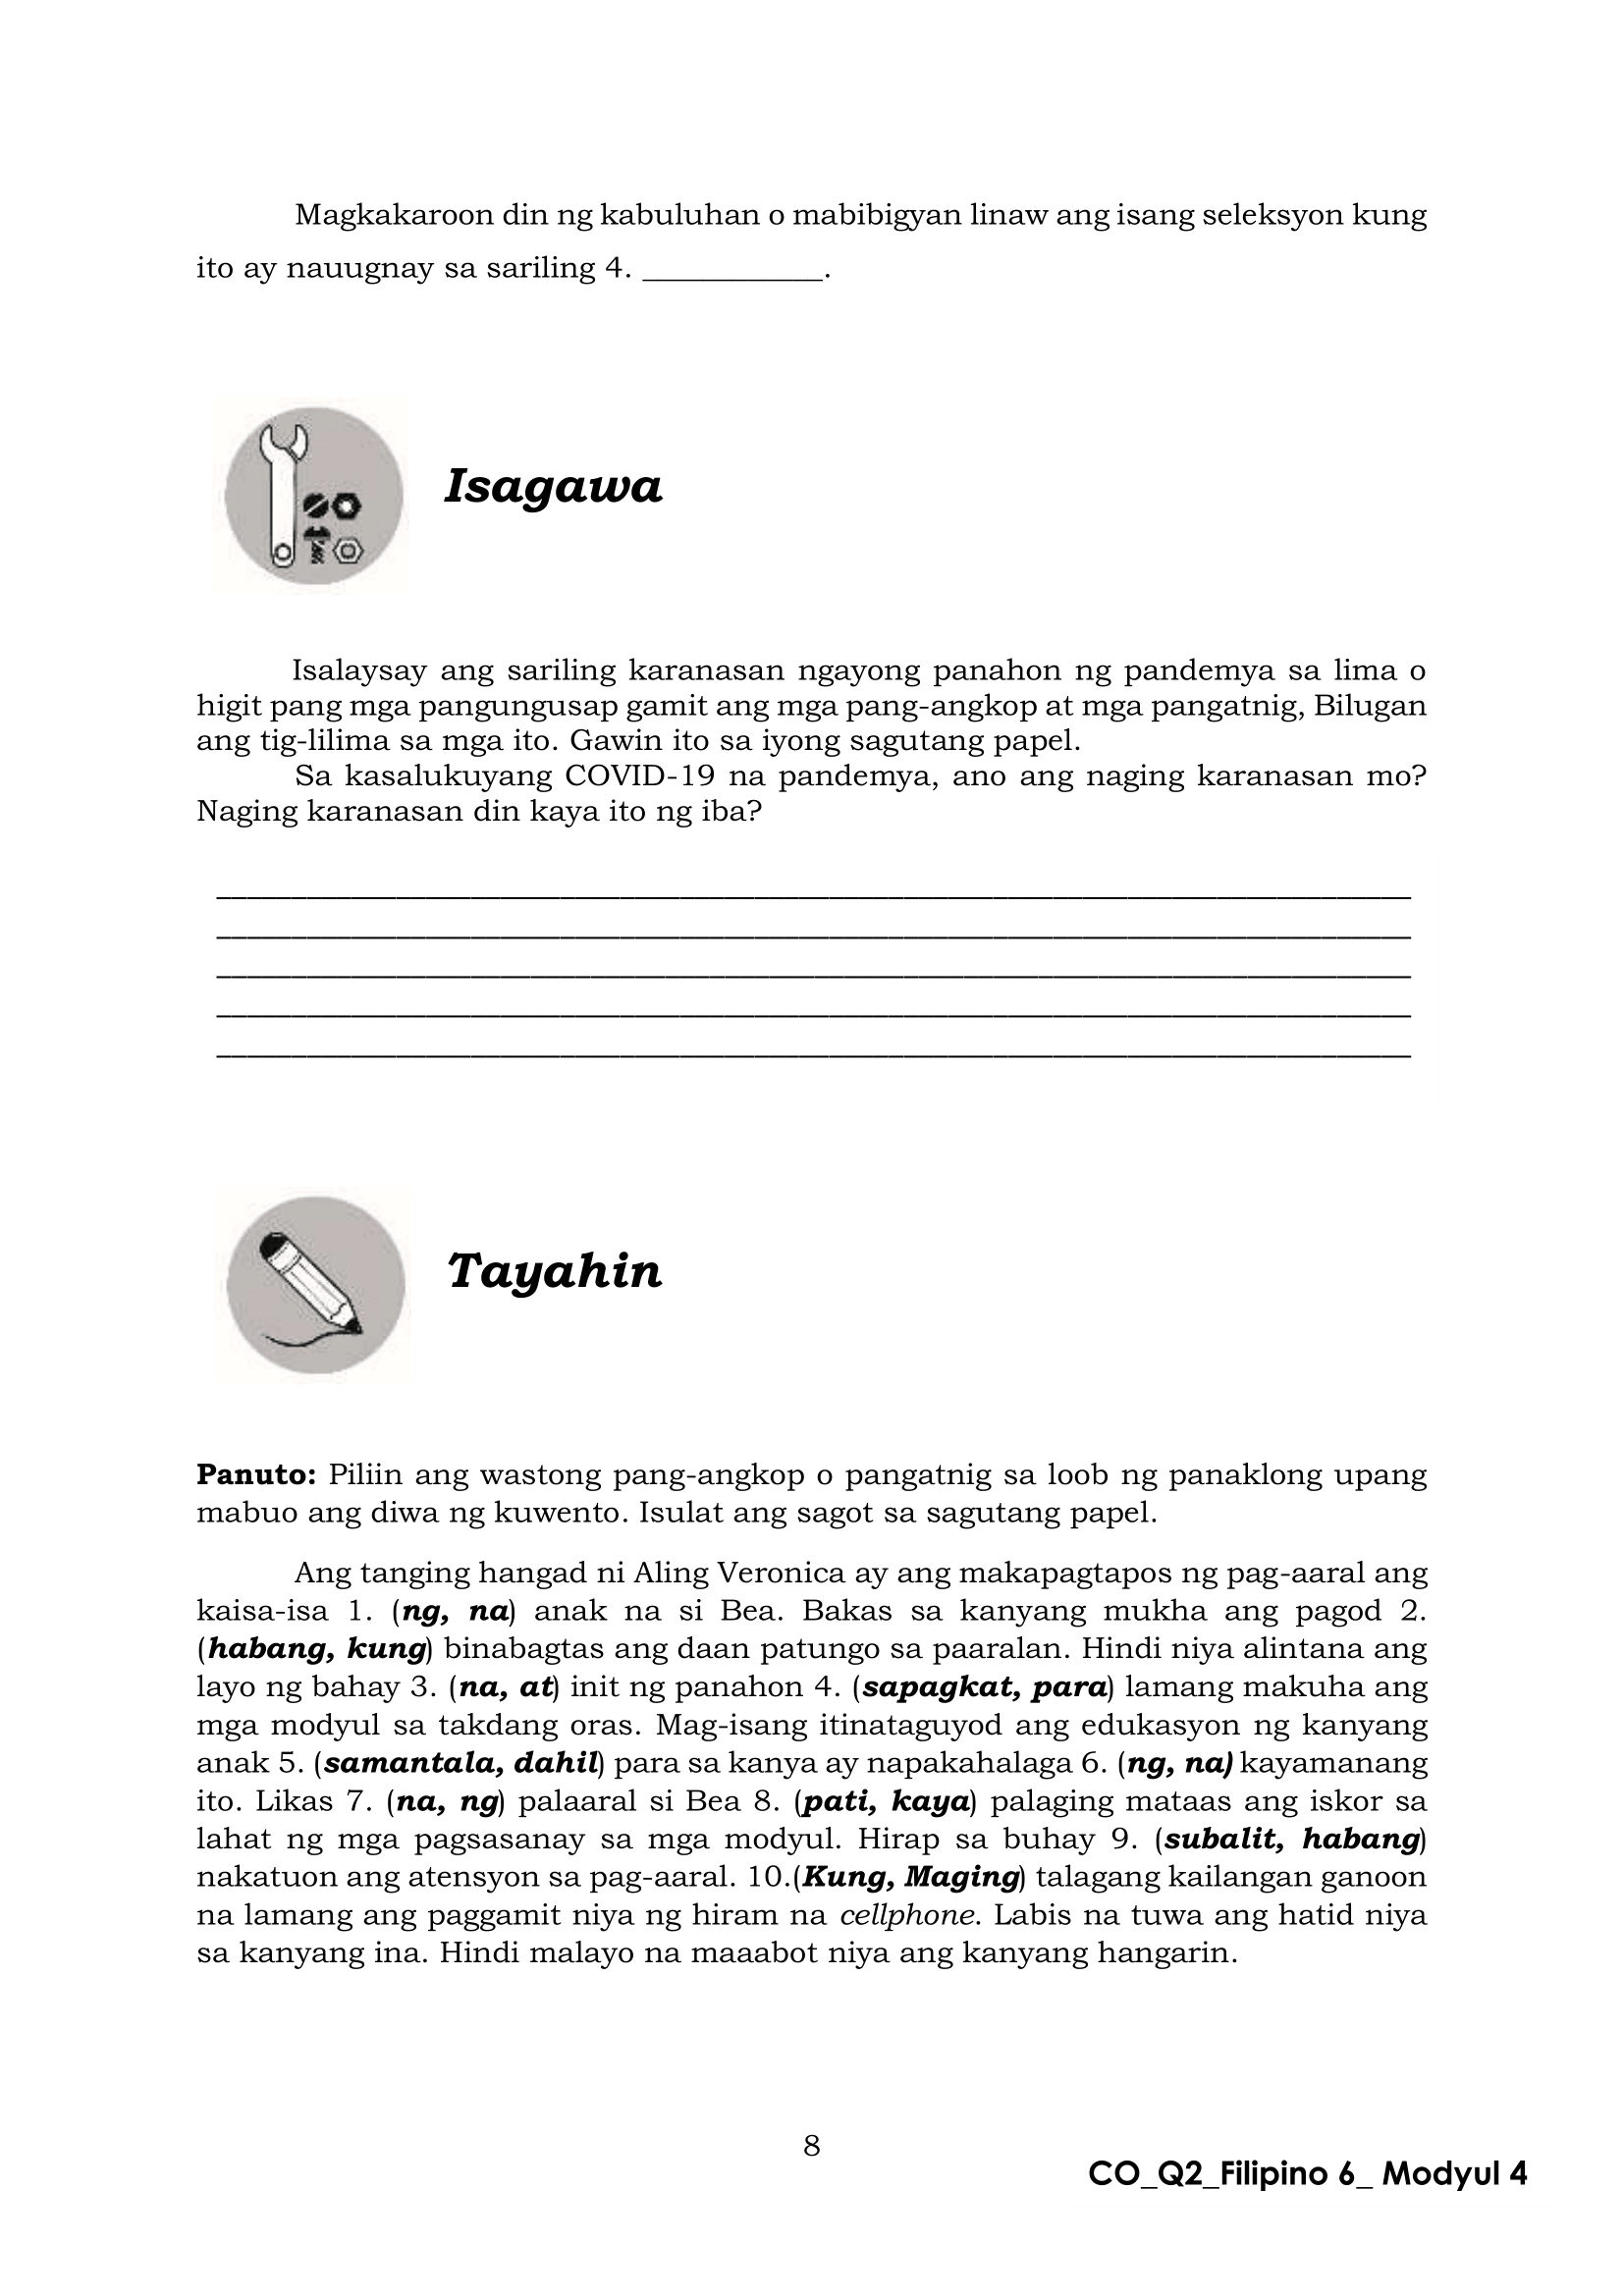 Magkakaroon din ng kabuluhan o mabibigyan linaw ang isang seleksyon kung
ito ay nauugnay sa sariling 4. ____________.
Isagawa
Isalaysay ang sariling karanasan ngayong panahon ng pandemya sa lima o
higit pang mga pangungusap gamit ang mga pang-angkop at mga pangatnig, Bilugan
ang tig-lilima sa mga ito. Gawin ito sa iyong sagutang papel.
Sa kasalukuyang COVID-19 na pandemya, ano ang naging karanasan mo?
Naging karanasan din kaya ito ng iba?
Tayahin
Panuto: Piliin ang wastong pang-angkop o pangatnig sa loob ng panaklong upang
mabuo ang diwa ng kuwento. Isulat ang sagot sa sagutang papel.
Ang tanging hangad ni Aling Veronica ay ang makapagtapos ng pag-aaral ang
kaisa-isa 1. (ng, na) anak na si Bea. Bakas sa kanyang mukha ang pagod 2.
(habang, kung) binabagtas ang daan patungo sa paaralan. Hindi niya alintana ang
layo ng bahay 3. (na, at) init ng panahon 4. (sapagkat, para) lamang makuha ang
mga modyul sa takdang oras. Mag-isang itinataguyod ang edukasyon ng kanyang
anak 5. (samantala, dahil) para sa kanya ay napakahalaga 6. (ng, na) kayamanang
ito. Likas 7. (na, ng) palaaral si Bea 8. (pati, kaya) palaging mataas ang iskor sa
lahat ng mga pagsasanay sa mga modyul. Hirap sa buhay 9. (subalit, habang)
nakatuon ang atensyon sa pag-aaral. 10.(Kung, Maging) talagang kailangan ganoon
na lamang ang paggamit niya ng hiram na cellphone. Labis na tuwa ang hatid niya
sa kanyang ina. Hindi malayo na maaabot niya ang kanyang hangarin.
8
CO_Q2_Filipino 6_ Modyul 4